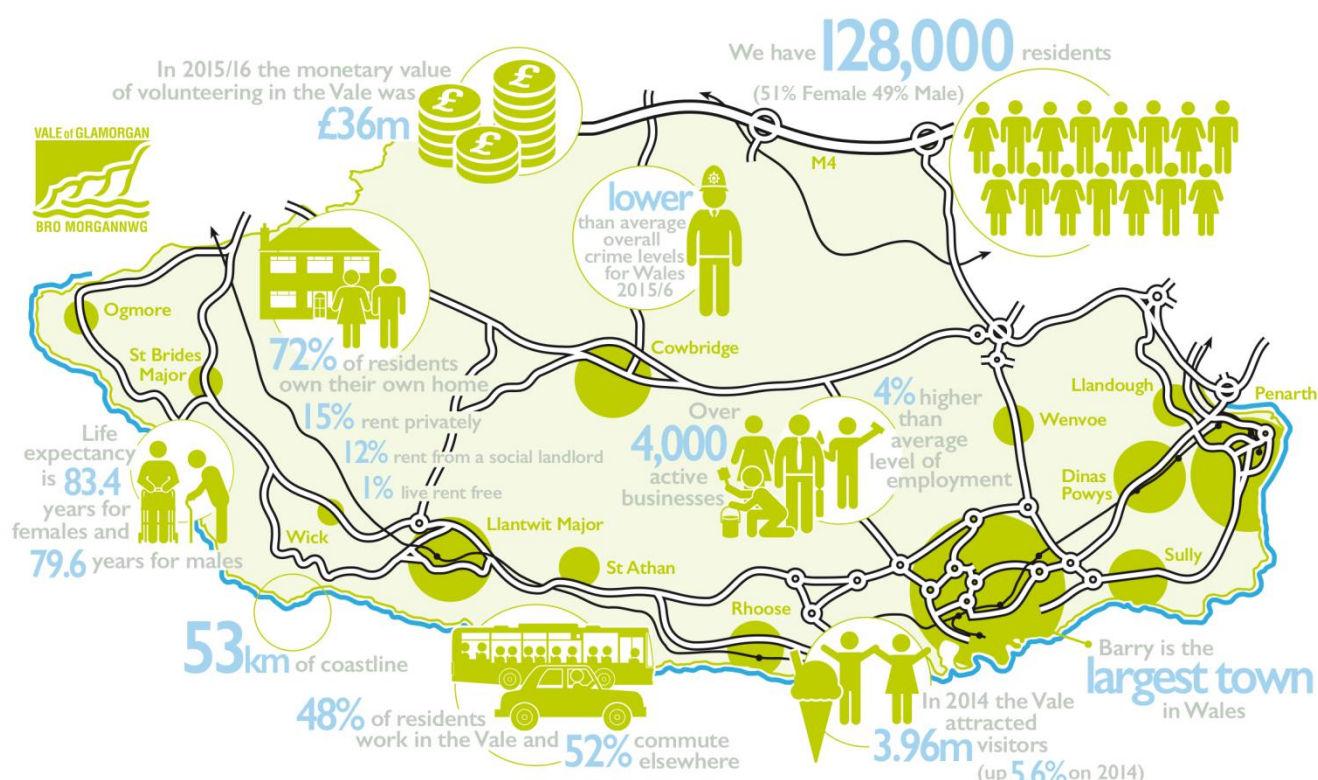 In 2015/16 the monetary value
of volunteering in the Vale was
£36m
£
£
£
We have 128,000 residents
(51% Female 49% Male)
VALE of GLAMORGAN
BRO MORGANNWG
M4
lower
than average
overall
crime levels
for Wales
2015/6
Ogmore
St Brides
Major
72% of residents
own their own home
15% rent privately
12% rent from a social landlord
1% live rent free
Cowbridge
Over
4,000
active
businesses
4% higher
than
average
level of
employment
Llandough
Penarth
Wenvoe
Dinas
Powys
Sully
Life
expectancy
is 83.4
years for
females and
79.6 years for males
Wick
Llantwit Major
St Athan
Rhoose
53km of coastline
48% of residents
work in the Vale and 52% commute
elsewhere
Barry is the
largest town
in Wales
In 2014 the Vale
attracted
3.96m visitors
(up 5.6% on 2014)